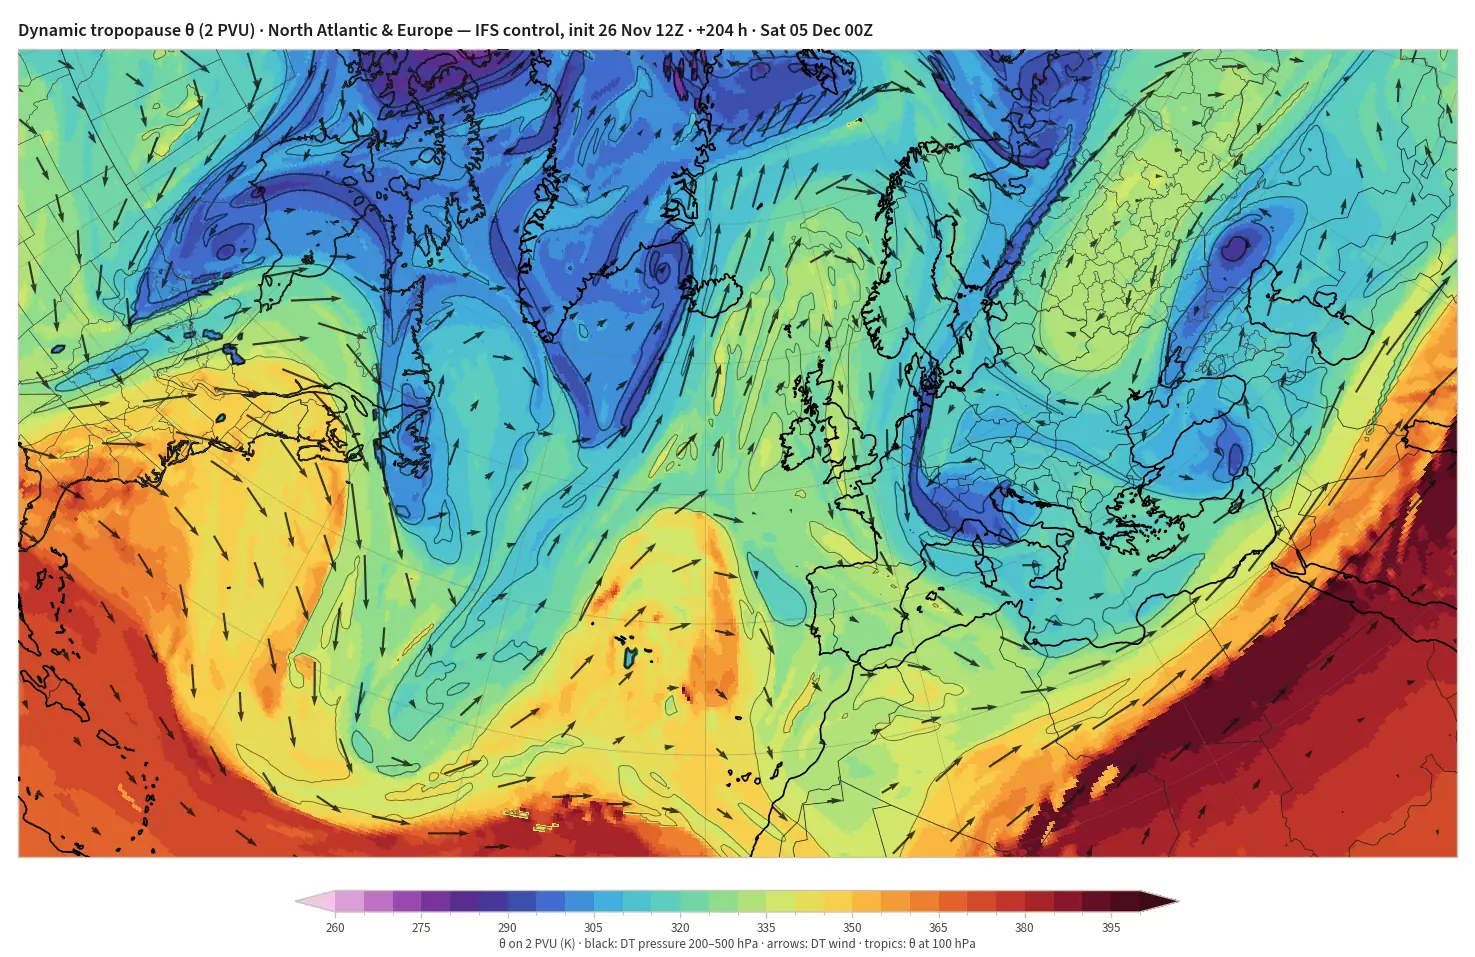 Dynamic tropopause θ (2 PVU) · North Atlantic & Europe — IFS control, init 26 Nov 12Z · +204 h · Sat 05 Dec 00Z
260 275 290 305 320 335 350 365 380 395
θ on 2 PVU (K) · black: DT pressure 200–500 hPa · arrows: DT wind · tropics: θ at 100 hPa